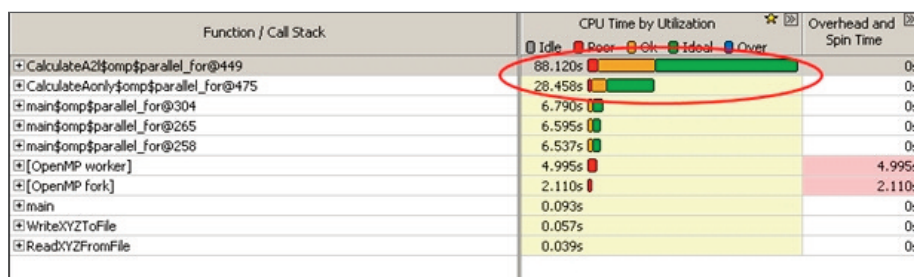 Function / Call Stack
CPU Time by Utilization
Overhead and
Spin Time
Idle Poor Ok Ideal Over
CalculateA2I$omp$parallel_for@449 88.120s 0s
CalculateAonly$omp$parallel_for@475 28.458s 0s
main$omp$parallel_for@304 6.790s 0s
main$omp$parallel_for@265 6.595s 0s
main$omp$parallel_for@258 6.537s 0s
[OpenMP worker] 4.995s 4.995s
[OpenMP fork] 2.110s 2.110s
main 0.093s 0s
WriteXYZToFile 0.057s 0s
ReadXYZFromFile 0.039s 0s